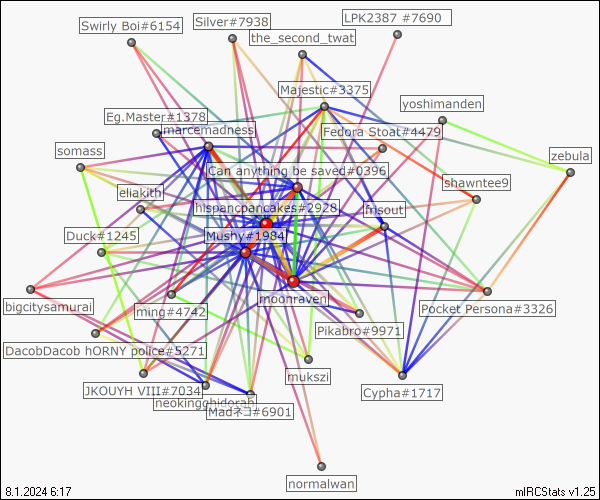 LPK2387 #7690
Silver#7938
Swirly Boi#6154
the_second_twat
Majestic#3375
yoshimanden
Eg.Master#1378
marcemadness
Fedora Stoat#4479
somass
zebula
Can anything be saved#0396
shawntee9
eliakith
hispancpancakes#2928
fnsout
Duck#1245
Mushy#1984
moonraven
bigcitysamurai
ming#4742
Pocket Persona#3326
Pikabro#9971
DacobDacob hORNY police#5271
mukszi
JKOUYH VIII#7034
Cypha#1717
neokingghidorah
Madネコ#6901
normalwan
8.1.2024 6:17
mIRCStats v1.25